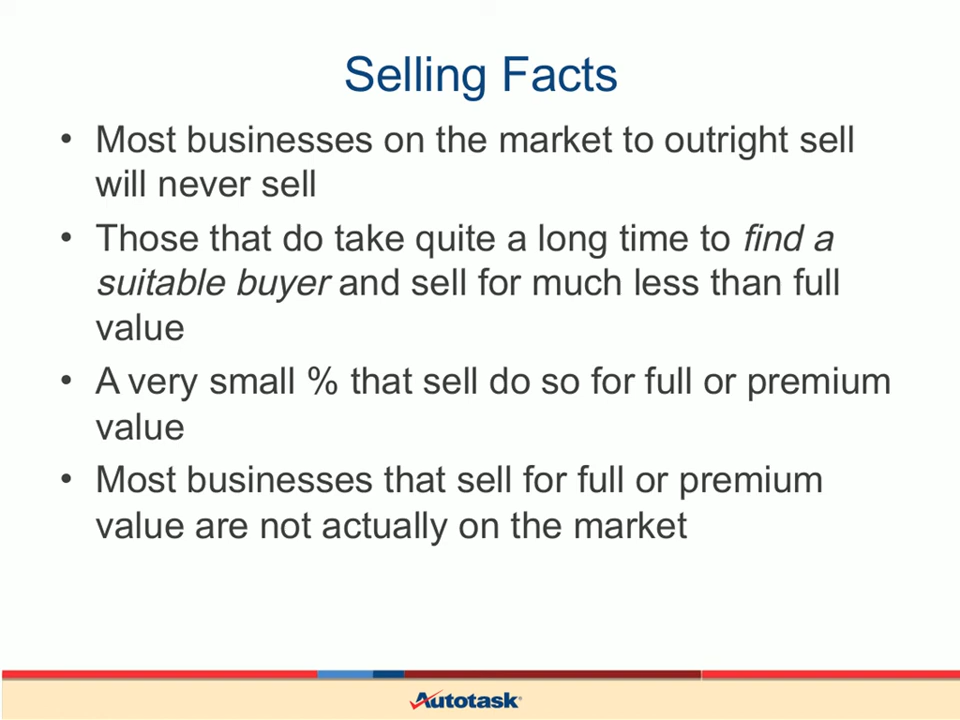 Selling Facts
• Most businesses on the market to outright sell
will never sell
• Those that do take quite a long time to find a
suitable buyer and sell for much less than full
value
• A very small % that sell do so for full or premium
value
• Most businesses that sell for full or premium
value are not actually on the market
Autotask®